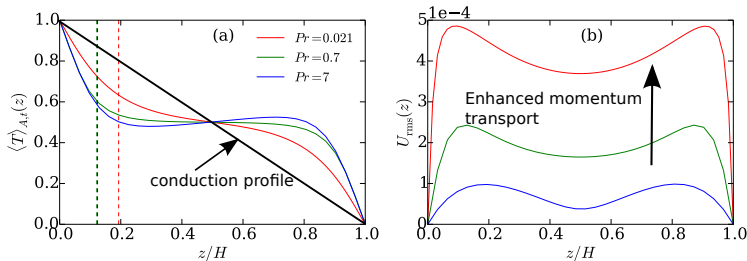 1.0
0.8
0.6
0.4
0.2
0.0
⟨T⟩A,t(z)
(a)
Pr=0.021
Pr=0.7
Pr=7
conduction profile
0.0 0.2 0.4 0.6 0.8 1.0
z/H
5 1e−4
4
3
2
1
0
Urms(z)
(b)
Enhanced momentum
transport
0.0 0.2 0.4 0.6 0.8 1.0
z/H